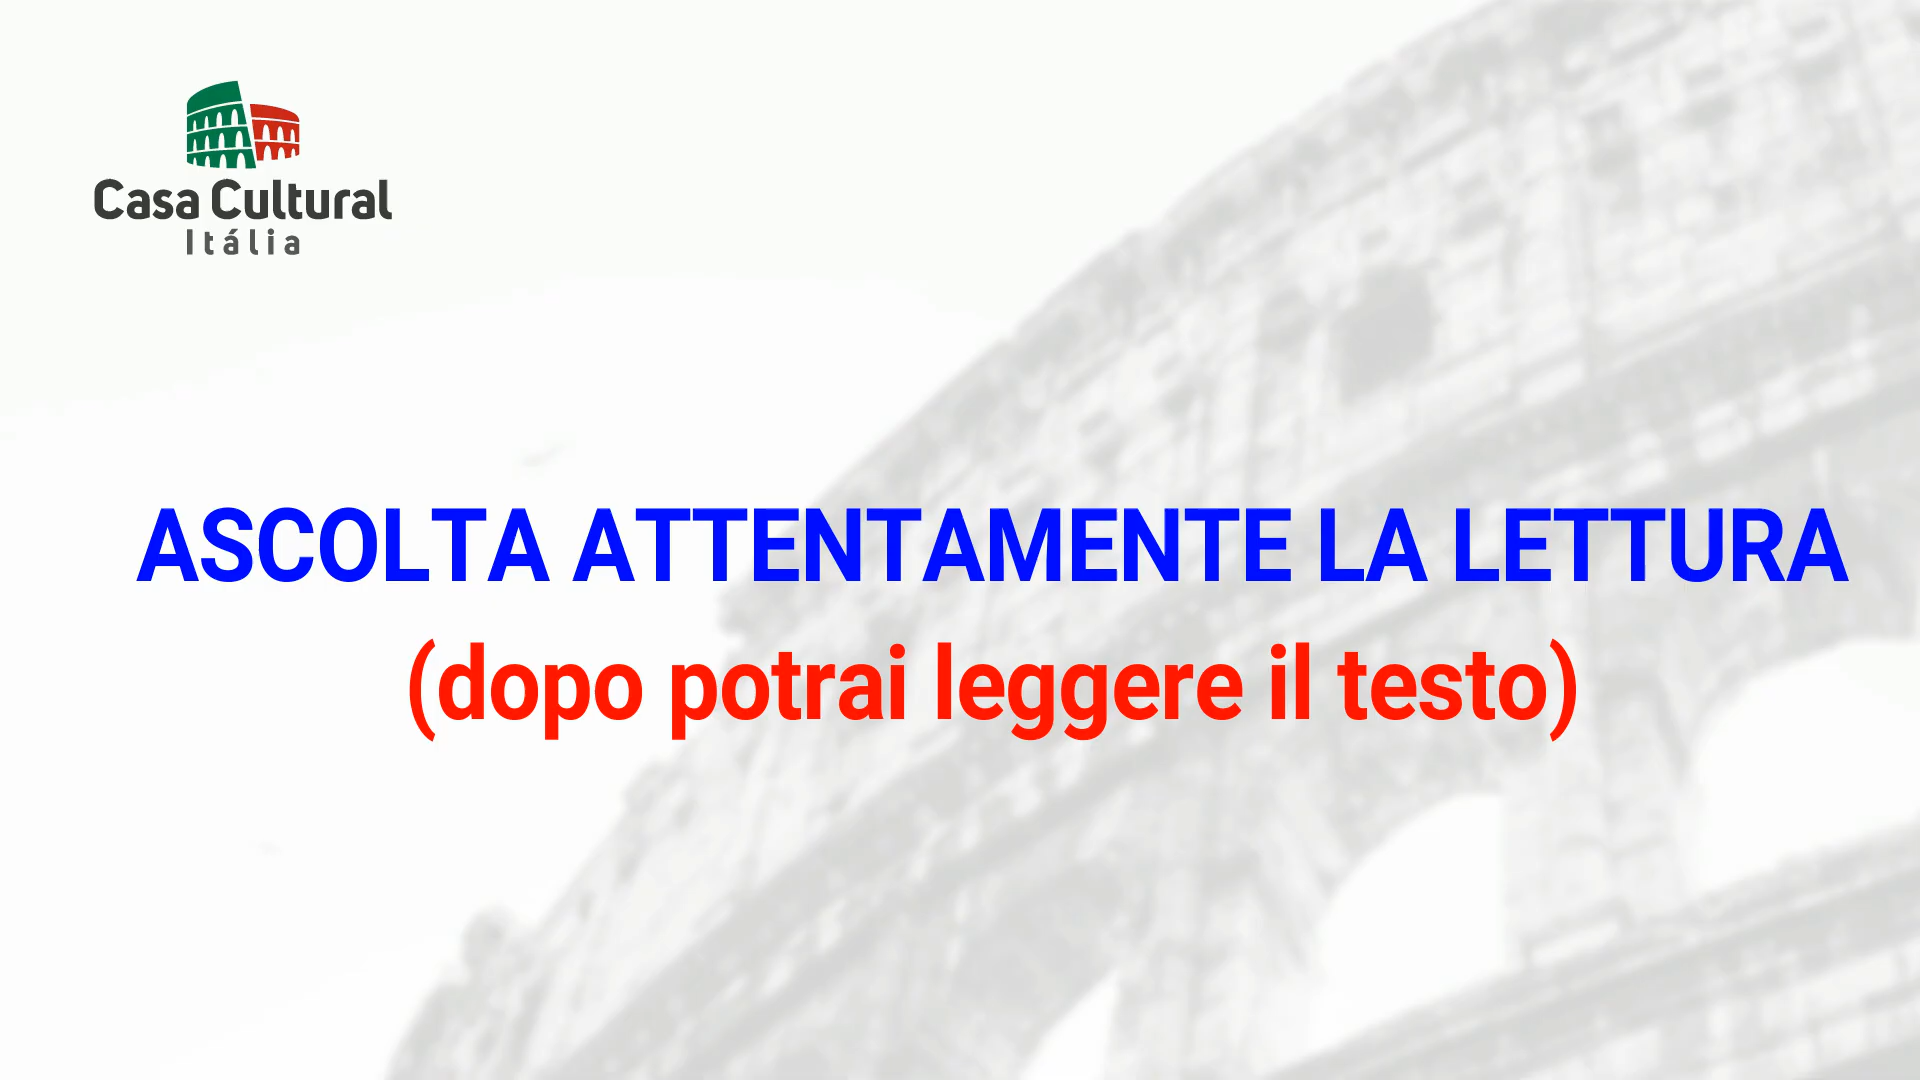 Casa Cultural
Itália
ASCOLTA ATTENTAMENTE LA LETTURA
(dopo potrai leggere il testo)